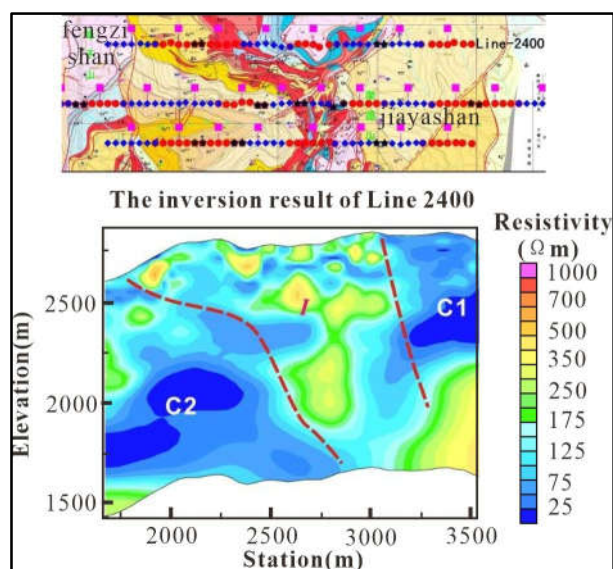 fengzi
shan
Line-2400
jiayashan
The inversion result of Line 2400
Resistivity
(Ωm)
1000
700
500
350
250
175
125
75
25
Elevation(m)
2500
2000
1500
I
C1
C2
2000
2500
3000
3500
Station(m)